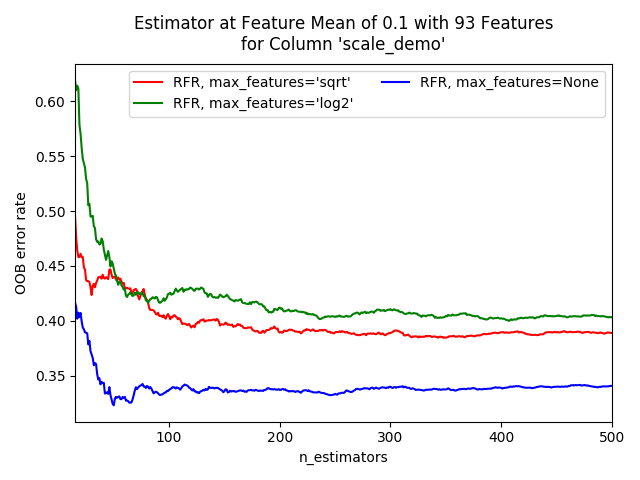 Estimator at Feature Mean of 0.1 with 93 Features
for Column 'scale_demo'
RFR, max_features='sqrt'
RFR, max_features='log2'
RFR, max_features=None
OOB error rate
0.60
0.55
0.50
0.45
0.40
0.35
100
200
300
400
500
n_estimators